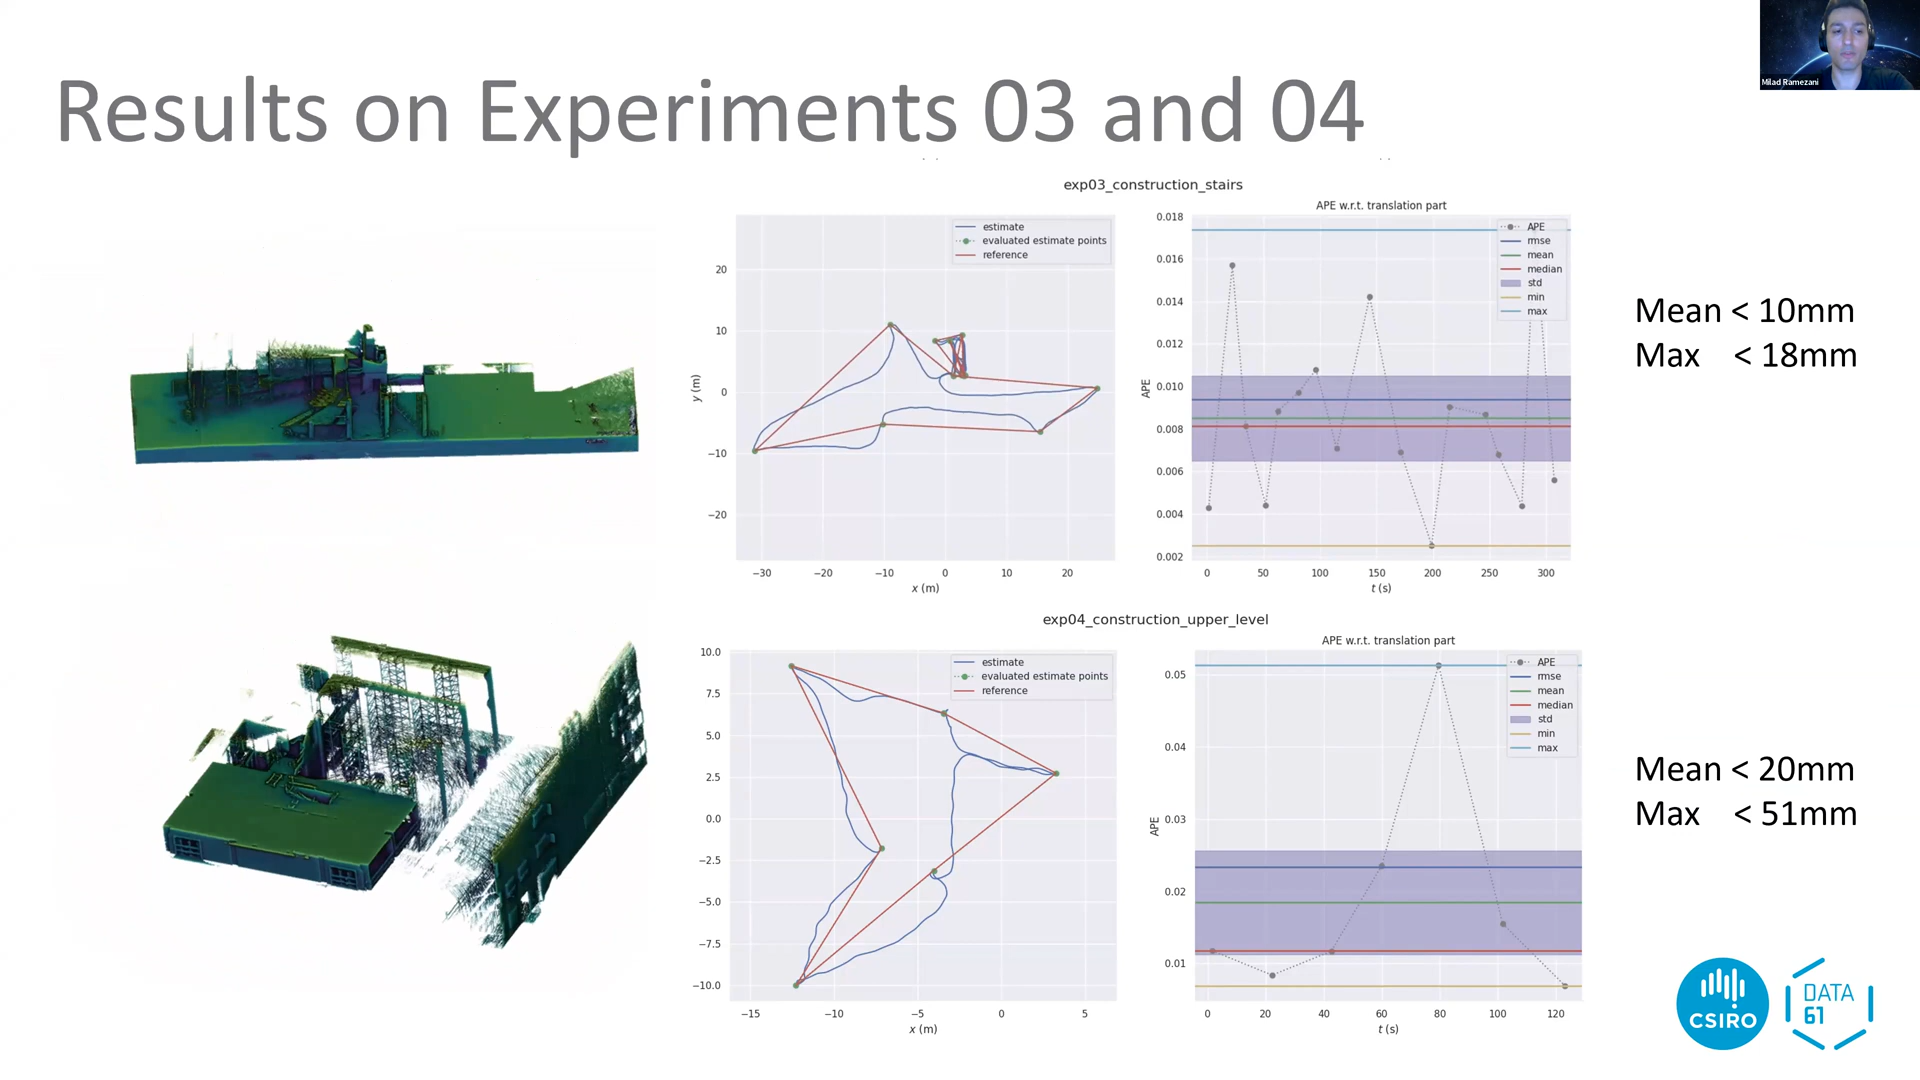 Milad Ramezani
Results on Experiments 03 and 04
exp03_construction_stairs
estimate
evaluated estimate points
reference
20
10
0
−10
−20
y (m)
−30
−20
−10
0
10
20
x (m)
APE w.r.t. translation part
APE
rmse
mean
median
std
min
max
0.018
0.016
0.014
0.012
0.010
0.008
0.006
0.004
0.002
APE
0
50
100
150
200
250
300
t (s)
Mean < 10mm
Max < 18mm
exp04_construction_upper_level
estimate
evaluated estimate points
reference
10.0
7.5
5.0
2.5
0.0
−2.5
−5.0
−7.5
−10.0
−15
−10
−5
0
5
x (m)
APE w.r.t. translation part
APE
rmse
mean
median
std
min
max
0.05
0.04
0.03
0.02
0.01
APE
0
20
40
60
80
100
120
t (s)
Mean < 20mm
Max < 51mm
CSIRO
DATA
61